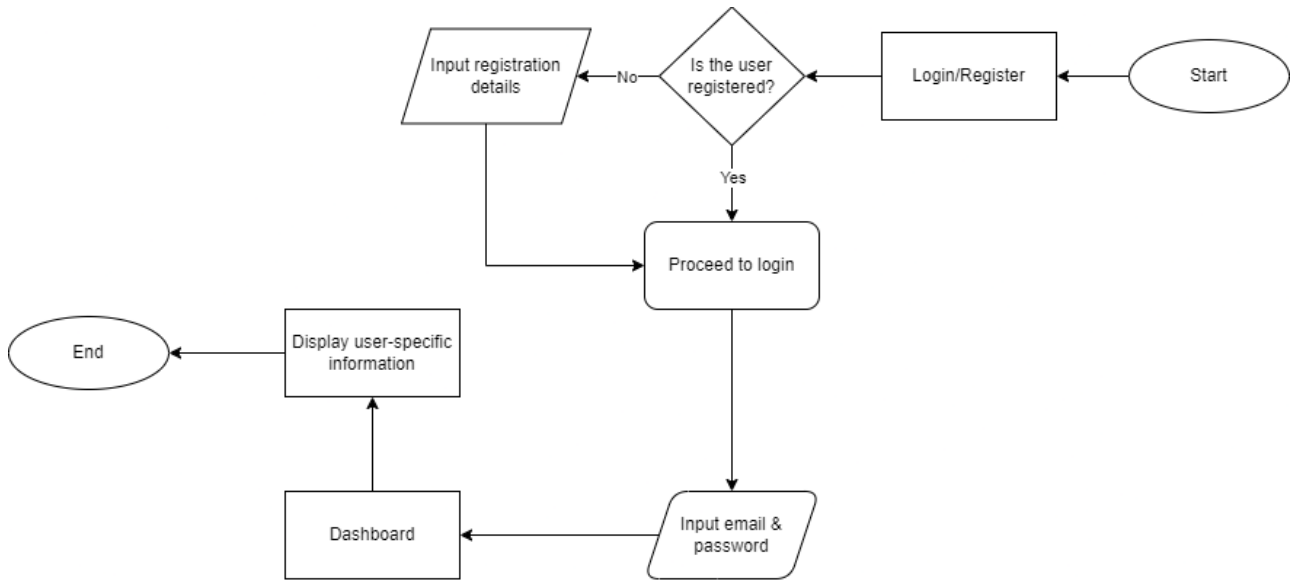 Input registration
details
No
Is the user
registered?
Login/Register
Start
Yes
Proceed to login
End
Display user-specific
information
Dashboard
Input email &
password